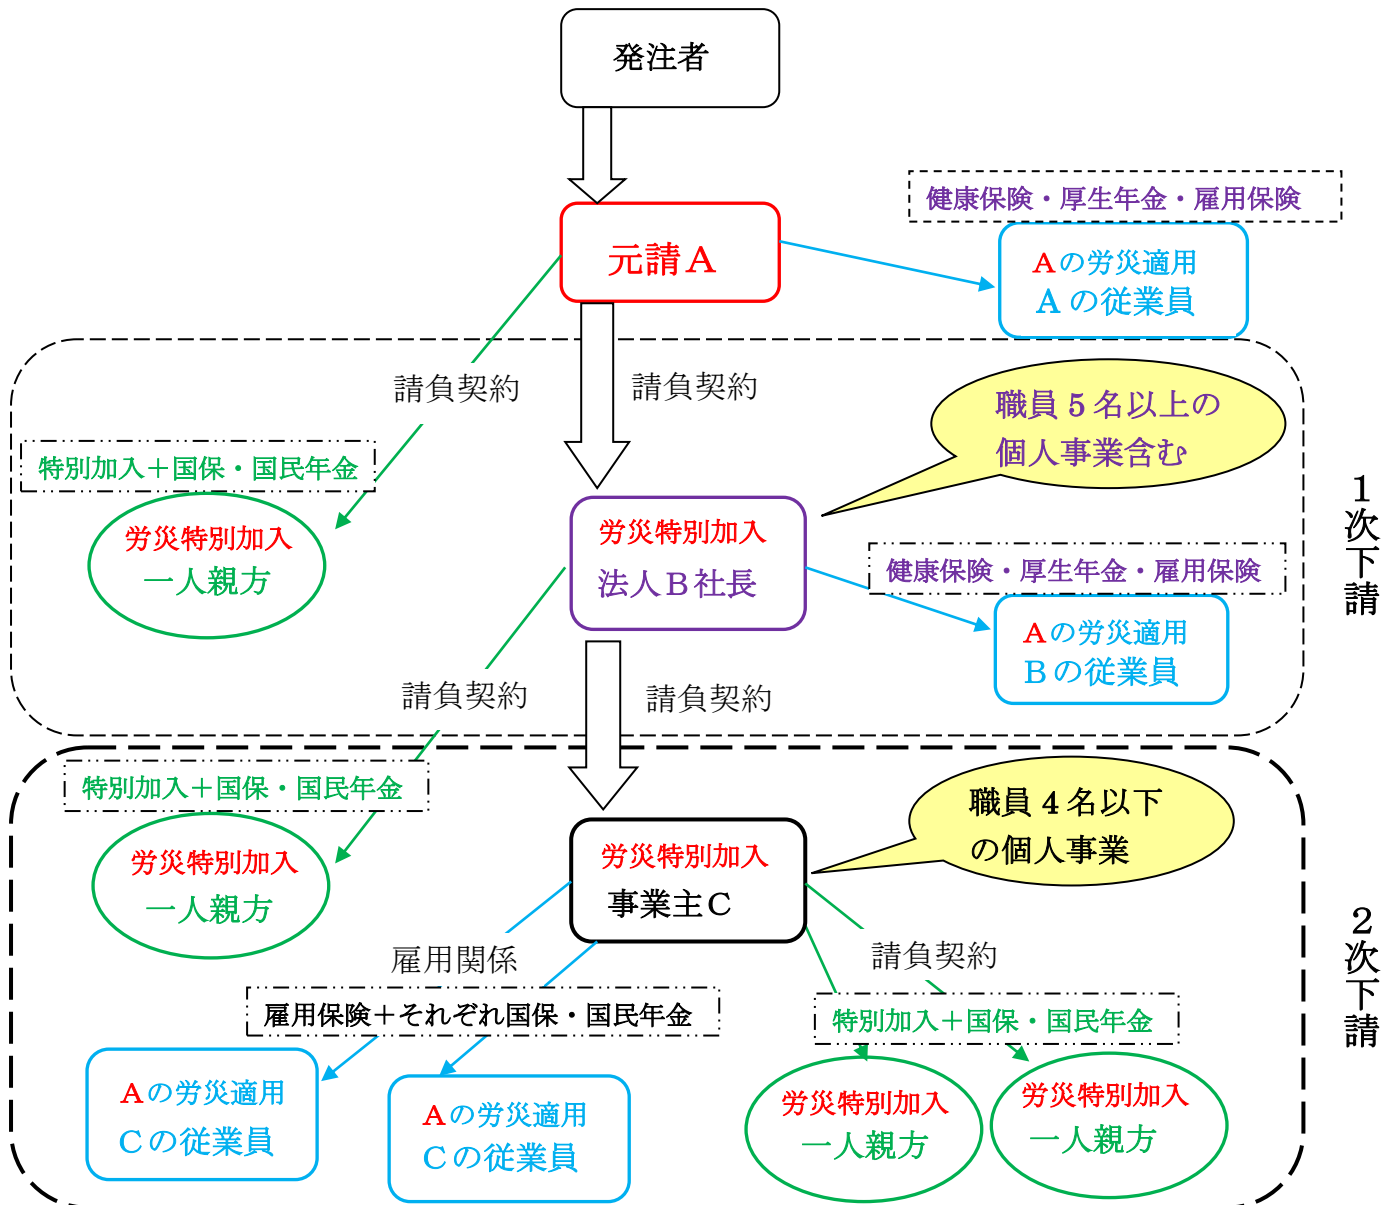 発注者
健康保険・厚生年金・雇用保険
元請Ａ
Ａの労災適用
Ａの従業員
請負契約
請負契約
職員５名以上の
個人事業含む
特別加入＋国保・国民年金
労災特別加入
一人親方
労災特別加入
法人Ｂ社長
健康保険・厚生年金・雇用保険
Ａの労災適用
Ｂの従業員
１次下請
請負契約
請負契約
特別加入＋国保・国民年金
労災特別加入
一人親方
職員４名以下
の個人事業
労災特別加入
事業主Ｃ
２次下請
雇用関係
請負契約
雇用保険＋それぞれ国保・国民年金
特別加入＋国保・国民年金
Ａの労災適用
Ｃの従業員
Ａの労災適用
Ｃの従業員
労災特別加入
一人親方
労災特別加入
一人親方